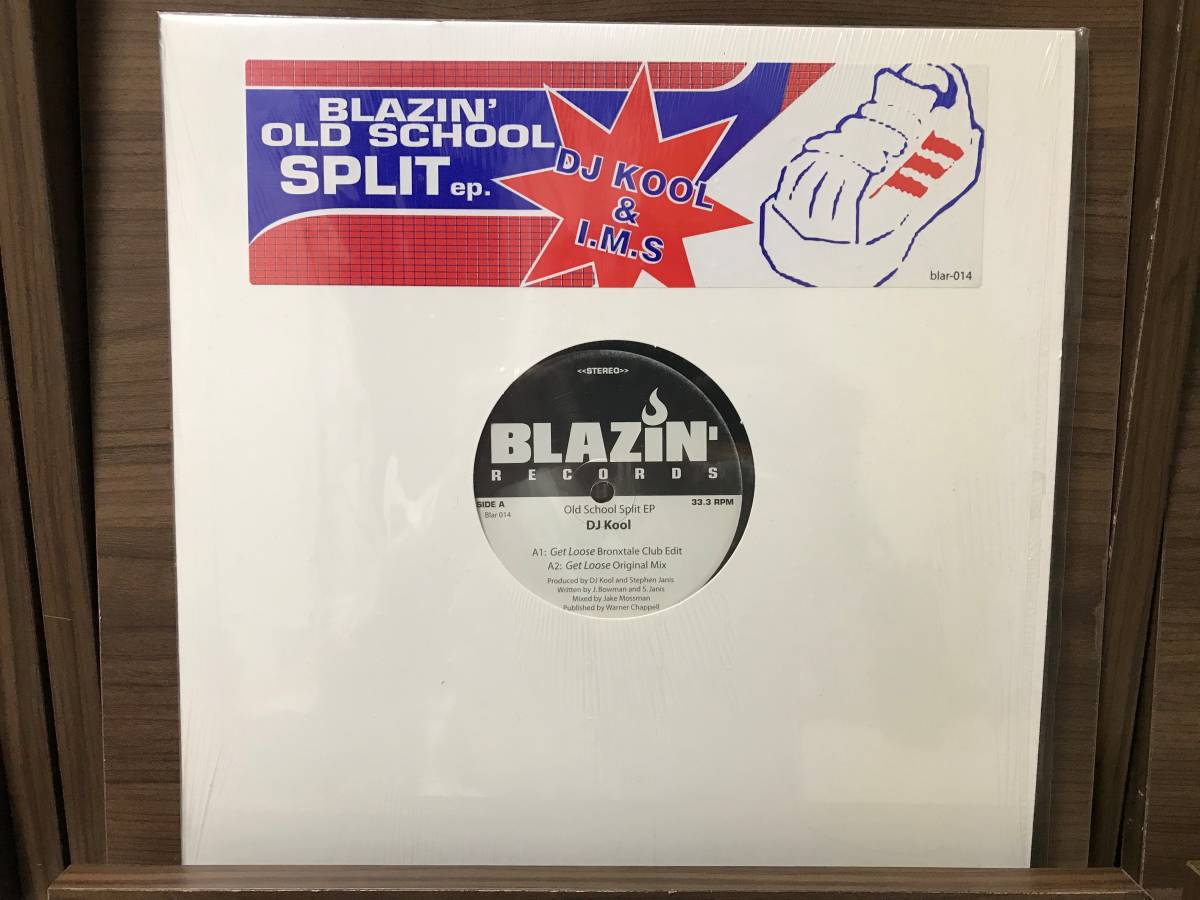 BLAZIN'
OLD SCHOOL
SPLIT ep.
DJ KOOL
&
I.M.S
blar-014
<<STEREO>>
BLAZiN'
RECORDS
SIDE A
33.3 RPM
Blar 014
Old School Split EP
DJ Kool
A1: Get Loose Bronxtale Club Edit
A2: Get Loose Original Mix
Produced by DJ Kool and Stephen Janis
Written by J. Bowman and S. Janis
Mixed by Jake Mossman
Published by Warner Chappell